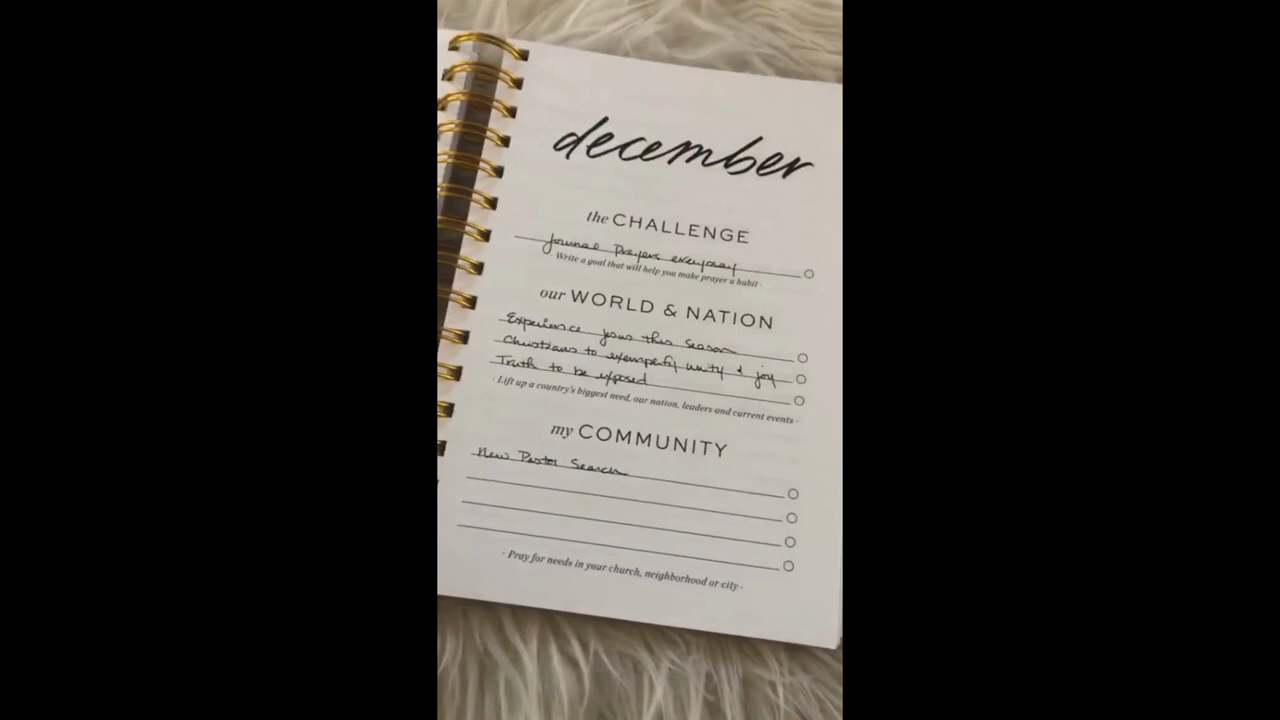 december
the CHALLENGE
Journal Prayers everyday
Write a goal that will help you make prayer a habit ·
our WORLD & NATION
Experience Jesus this Season
Christians to exemplify unity & joy
Truth to be exposed
· Lift up a country's biggest need, our nation, leaders and current events ·
my COMMUNITY
New Pastor Search
· Pray for needs in your church, neighborhood or city ·